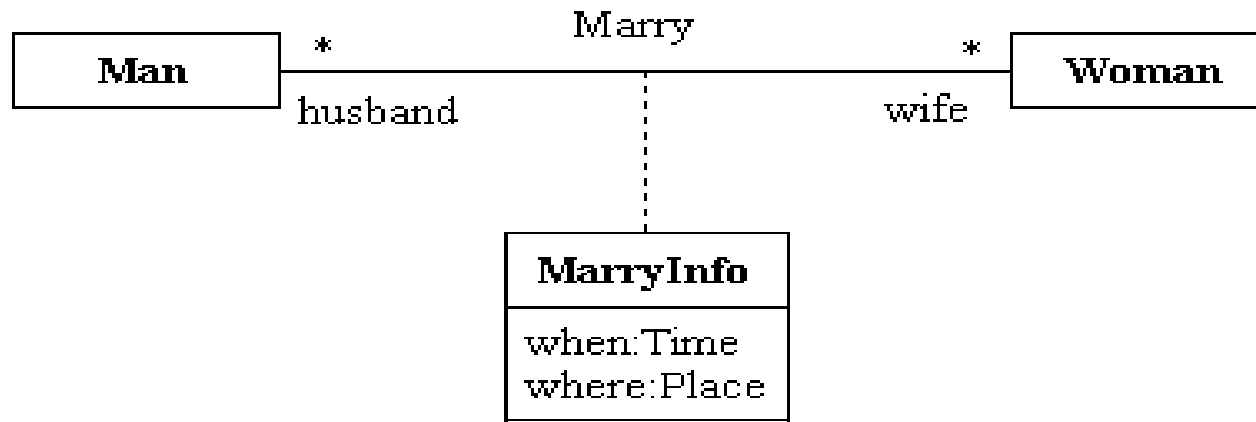 Marry
* *
Man Woman
husband wife
MarryInfo
when:Time
where:Place